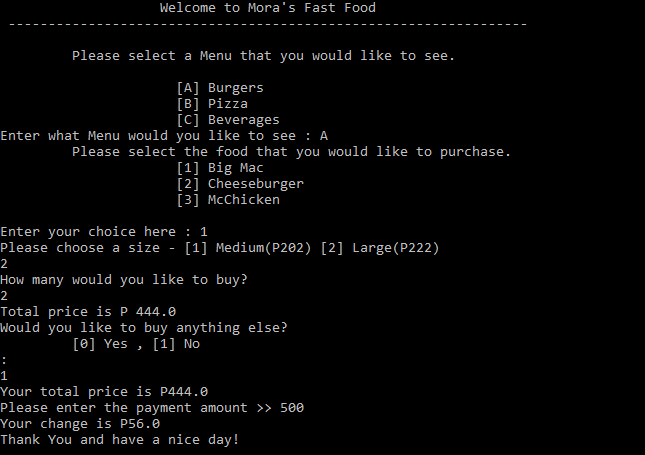 Welcome to Mora's Fast Food
-----------------------------------------------------------------
Please select a Menu that you would like to see.
[A] Burgers
[B] Pizza
[C] Beverages
Enter what Menu would you like to see : A
Please select the food that you would like to purchase.
[1] Big Mac
[2] Cheeseburger
[3] McChicken
Enter your choice here : 1
Please choose a size - [1] Medium(P202) [2] Large(P222)
2
How many would you like to buy?
2
Total price is P 444.0
Would you like to buy anything else?
[0] Yes , [1] No
:
1
Your total price is P444.0
Please enter the payment amount >> 500
Your change is P56.0
Thank You and have a nice day!